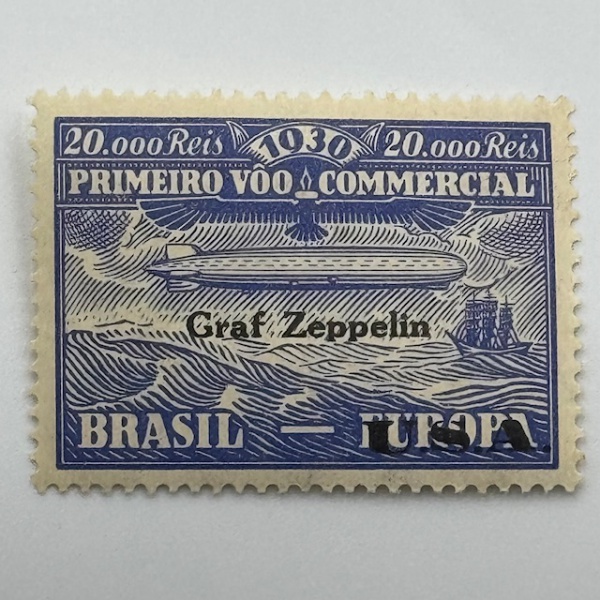 20.000 Reis 1930 20.000 Reis
PRIMEIRO VÔO COMMERCIAL
Graf Zeppelin
BRASIL — EUROPA
U.S.A.